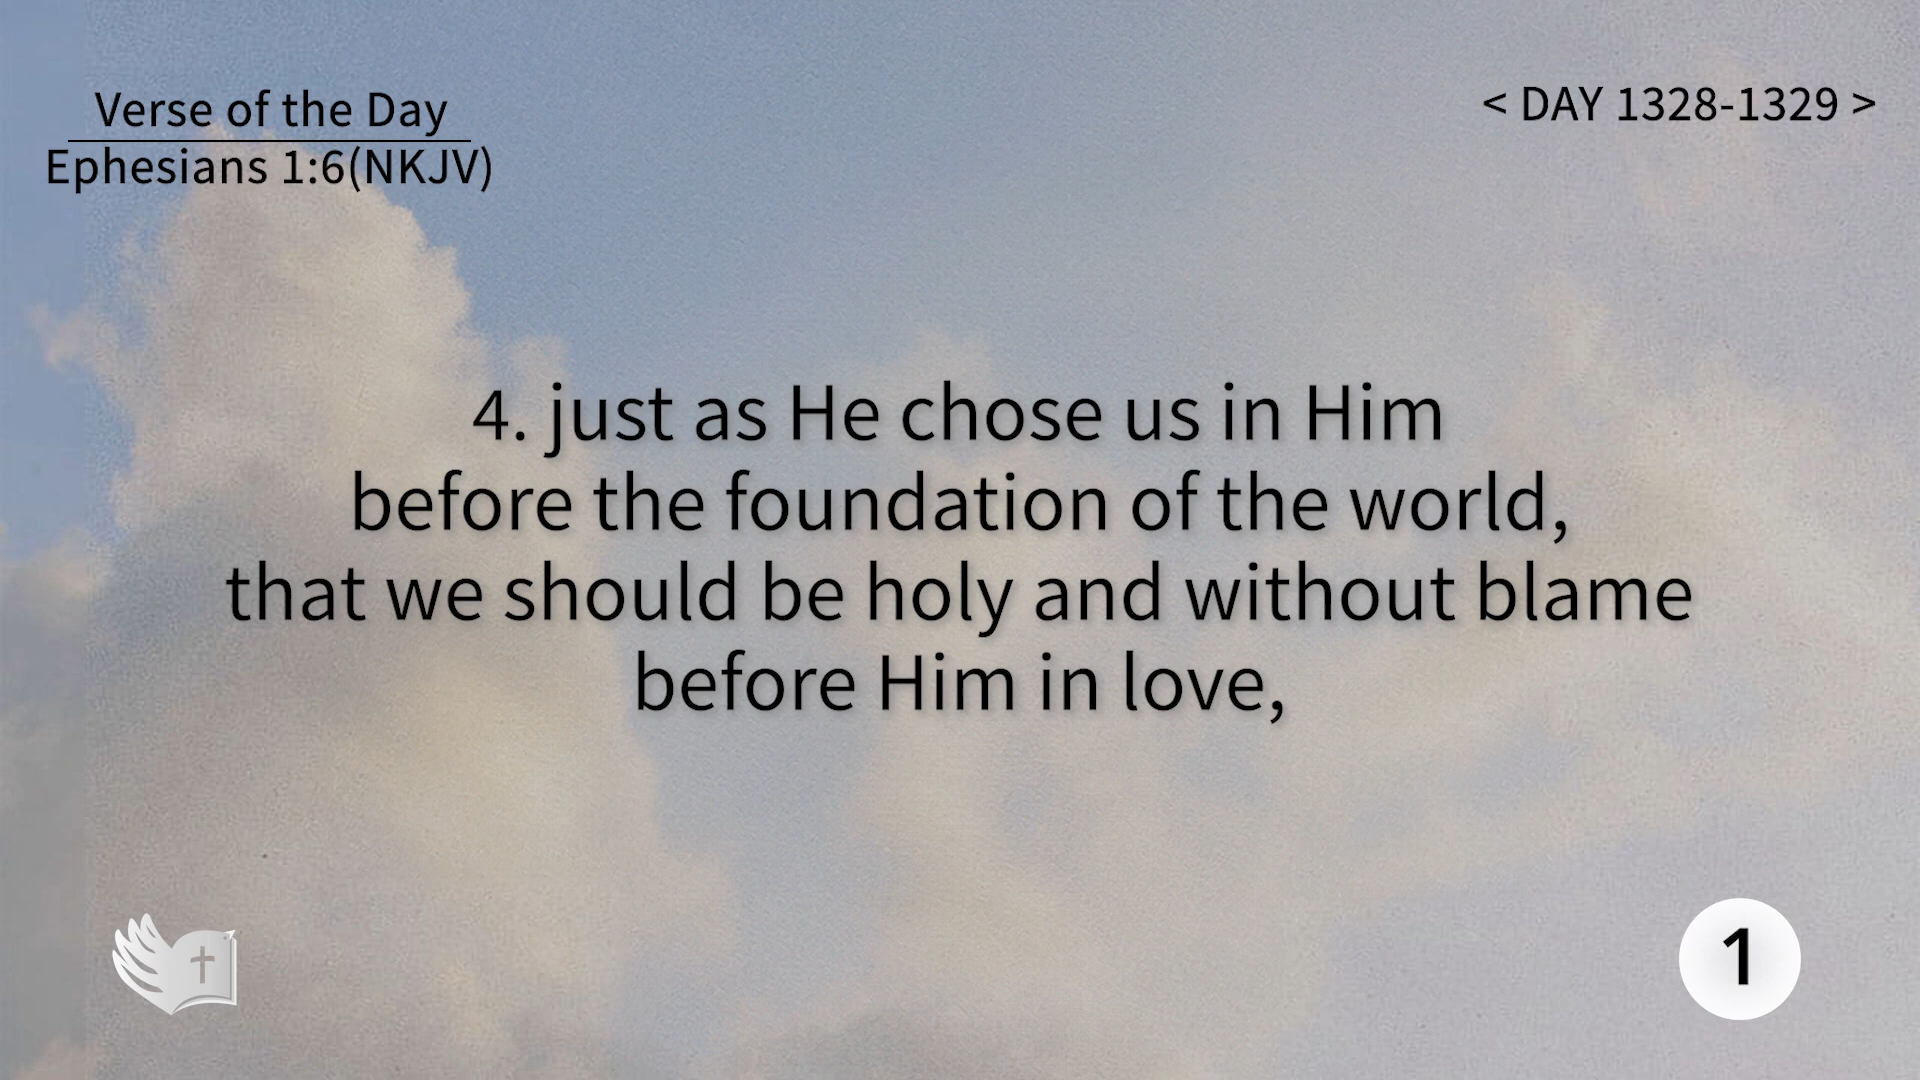 Verse of the Day
Ephesians 1:6(NKJV)
< DAY 1328-1329 >
4. just as He chose us in Him
before the foundation of the world,
that we should be holy and without blame
before Him in love,
1